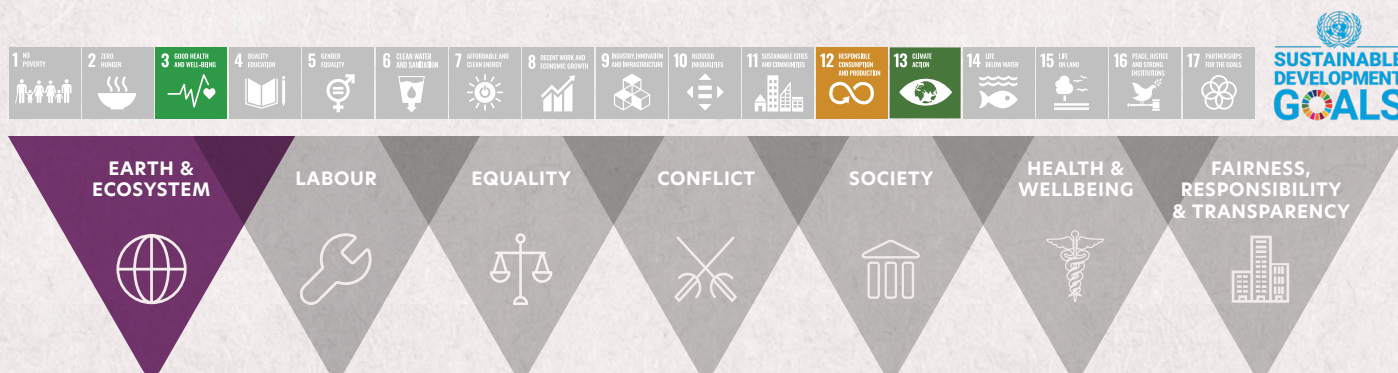 1 NO
POVERTY
2 ZERO
HUNGER
3 GOOD HEALTH
AND WELL-BEING
4 QUALITY
EDUCATION
5 GENDER
EQUALITY
6 CLEAN WATER
AND SANITATION
7 AFFORDABLE AND
CLEAN ENERGY
8 DECENT WORK AND
ECONOMIC GROWTH
9 INDUSTRY, INNOVATION
AND INFRASTRUCTURE
10 REDUCED
INEQUALITIES
11 SUSTAINABLE CITIES
AND COMMUNITIES
12 RESPONSIBLE
CONSUMPTION
AND PRODUCTION
13 CLIMATE
ACTION
14 LIFE
BELOW WATER
15 LIFE
ON LAND
16 PEACE, JUSTICE
AND STRONG
INSTITUTIONS
17 PARTNERSHIPS
FOR THE GOALS
SUSTAINABLE
DEVELOPMENT
GOALS
EARTH &
ECOSYSTEM
LABOUR
EQUALITY
CONFLICT
SOCIETY
HEALTH &
WELLBEING
FAIRNESS,
RESPONSIBILITY
& TRANSPARENCY